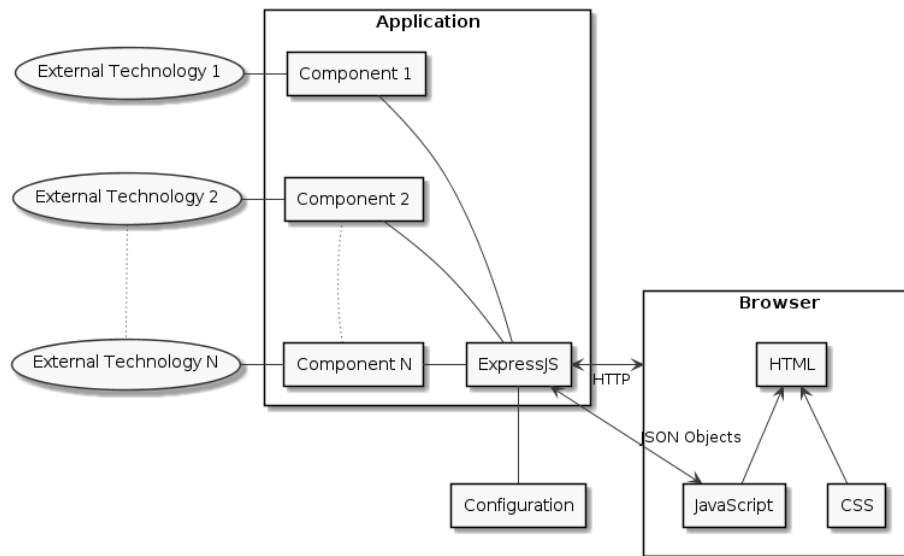 Application
External Technology 1
Component 1
External Technology 2
Component 2
External Technology N
Component N
ExpressJS
HTTP
Browser
HTML
JSON Objects
Configuration
JavaScript
CSS